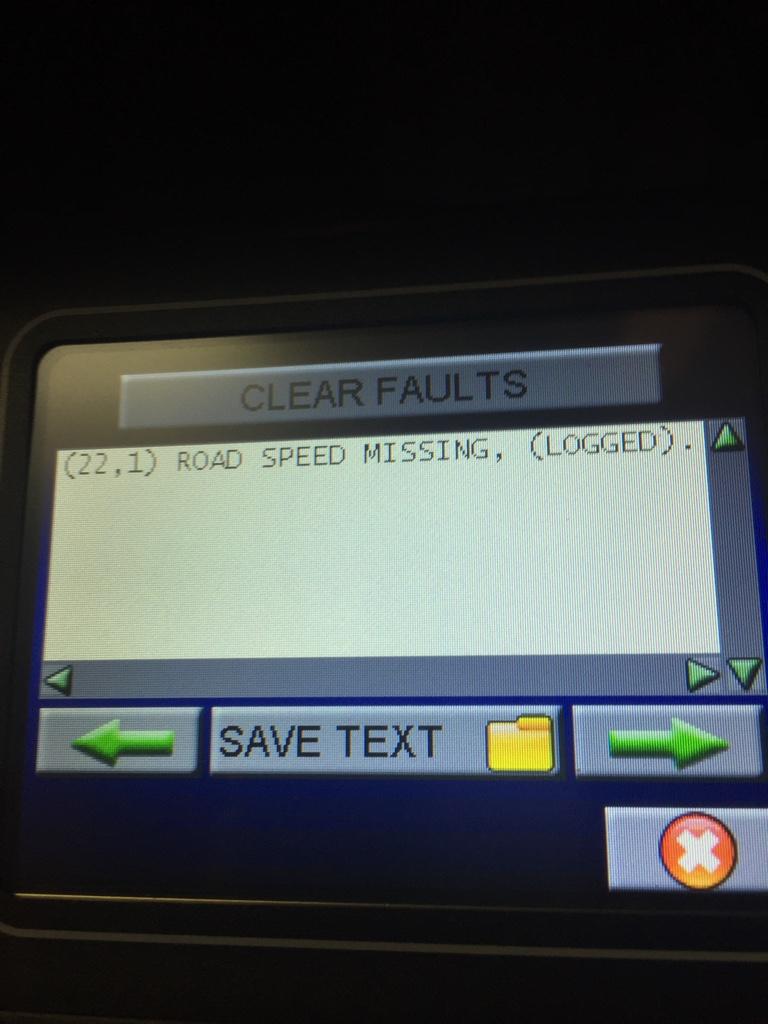 CLEAR FAULTS
(22,1) ROAD SPEED MISSING, (LOGGED).
SAVE TEXT